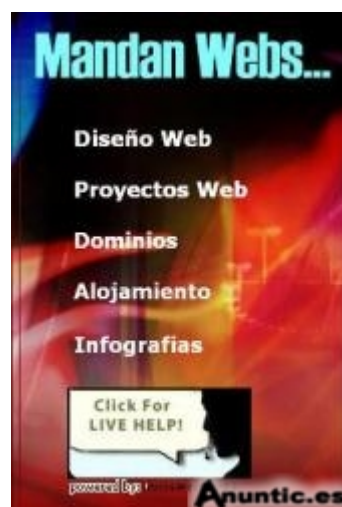 Mandan Webs...
Diseño Web
Proyectos Web
Dominios
Alojamiento
Infografias
Click For
LIVE HELP!
powered by:
Anuntic.es